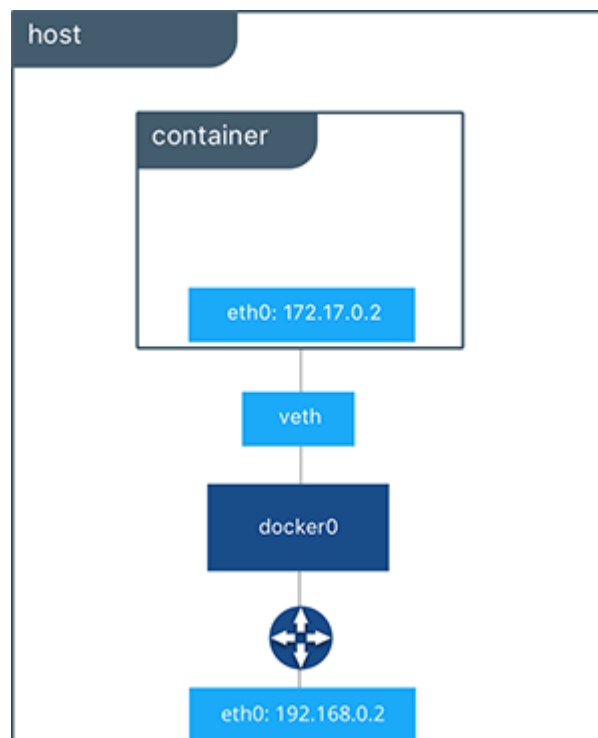 host
container
eth0: 172.17.0.2
veth
docker0
eth0: 192.168.0.2